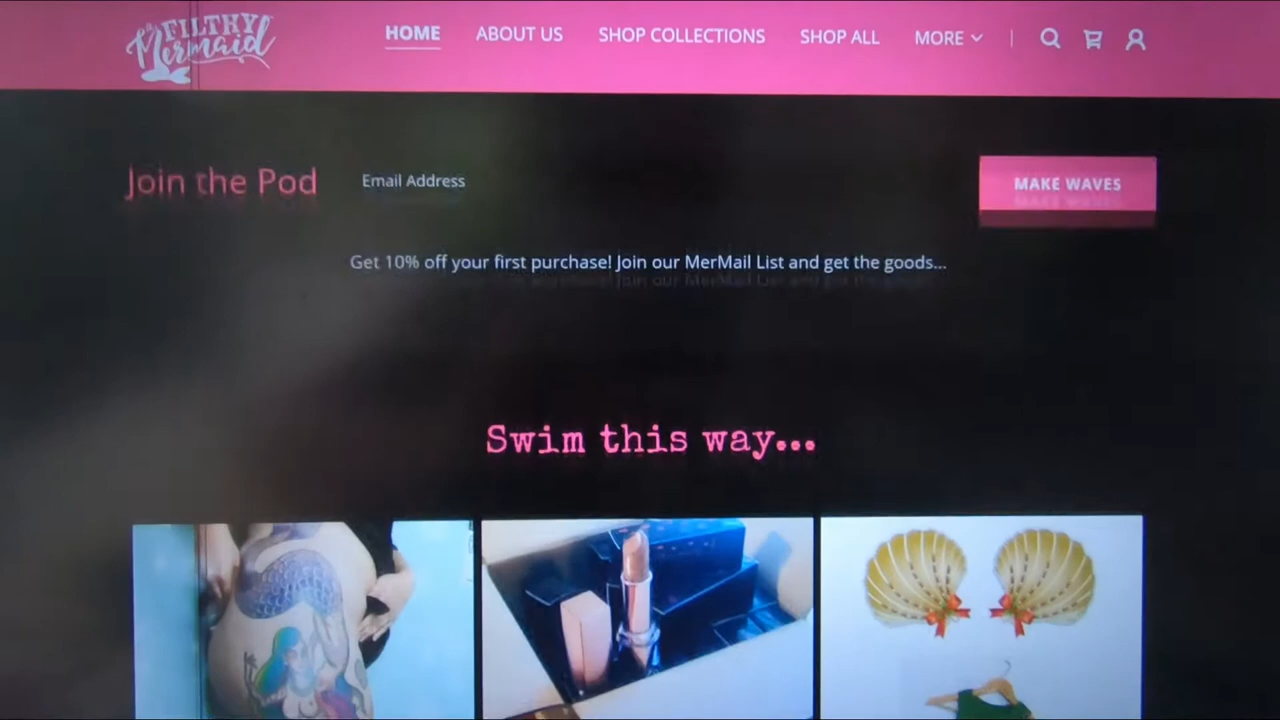 a FILTHY
Mermaid
HOME ABOUT US SHOP COLLECTIONS SHOP ALL MORE
Join the Pod Email Address MAKE WAVES
Get 10% off your first purchase! Join our MerMail List and get the goods...
Swim this way...